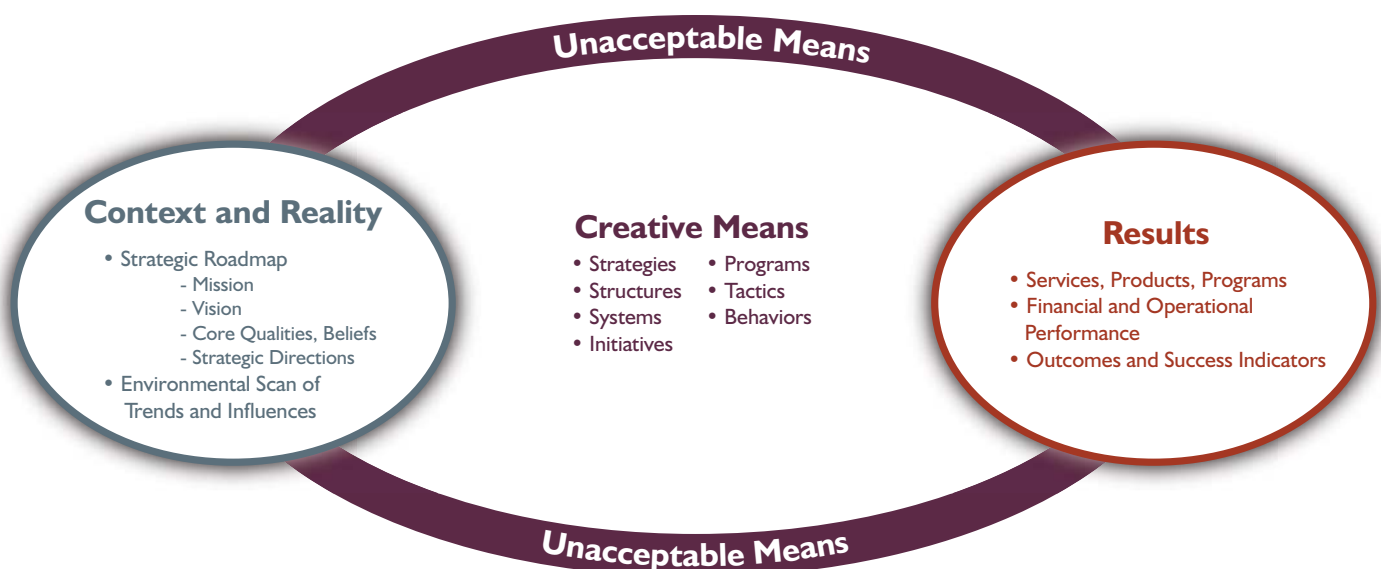 Unacceptable Means
Context and Reality
• Strategic Roadmap
- Mission
- Vision
- Core Qualities, Beliefs
- Strategic Directions
• Environmental Scan of
Trends and Influences
Creative Means
• Strategies
• Structures
• Systems
• Initiatives
• Programs
• Tactics
• Behaviors
Results
• Services, Products, Programs
• Financial and Operational
Performance
• Outcomes and Success Indicators
Unacceptable Means